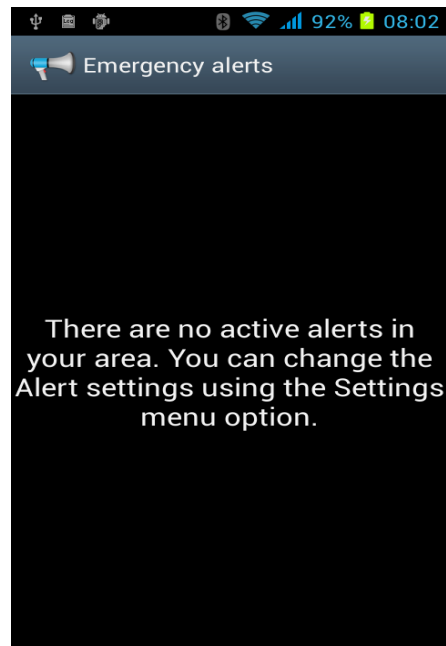 92% 08:02
Emergency alerts
There are no active alerts in
your area. You can change the
Alert settings using the Settings
menu option.